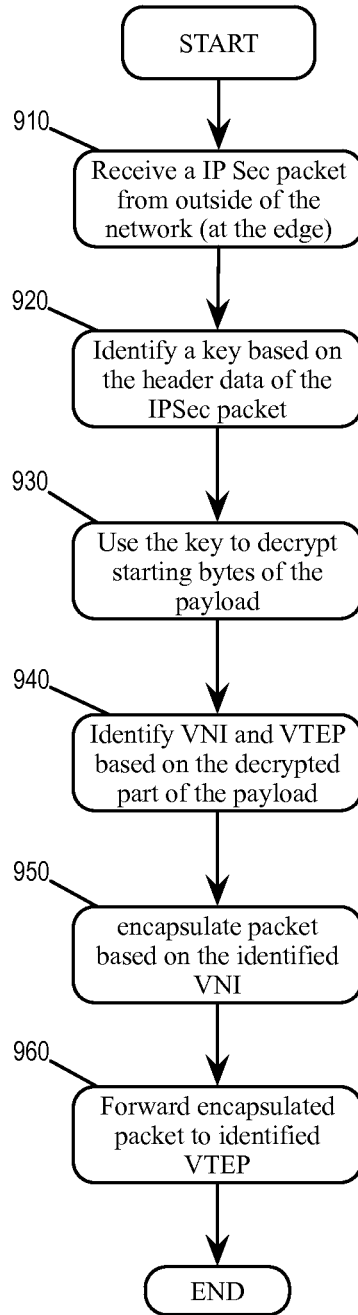 START
910
Receive a IP Sec packet
from outside of the
network (at the edge)
920
Identify a key based on
the header data of the
IPSec packet
930
Use the key to decrypt
starting bytes of the
payload
940
Identify VNI and VTEP
based on the decrypted
part of the payload
950
encapsulate packet
based on the identified
VNI
960
Forward encapsulated
packet to identified
VTEP
END